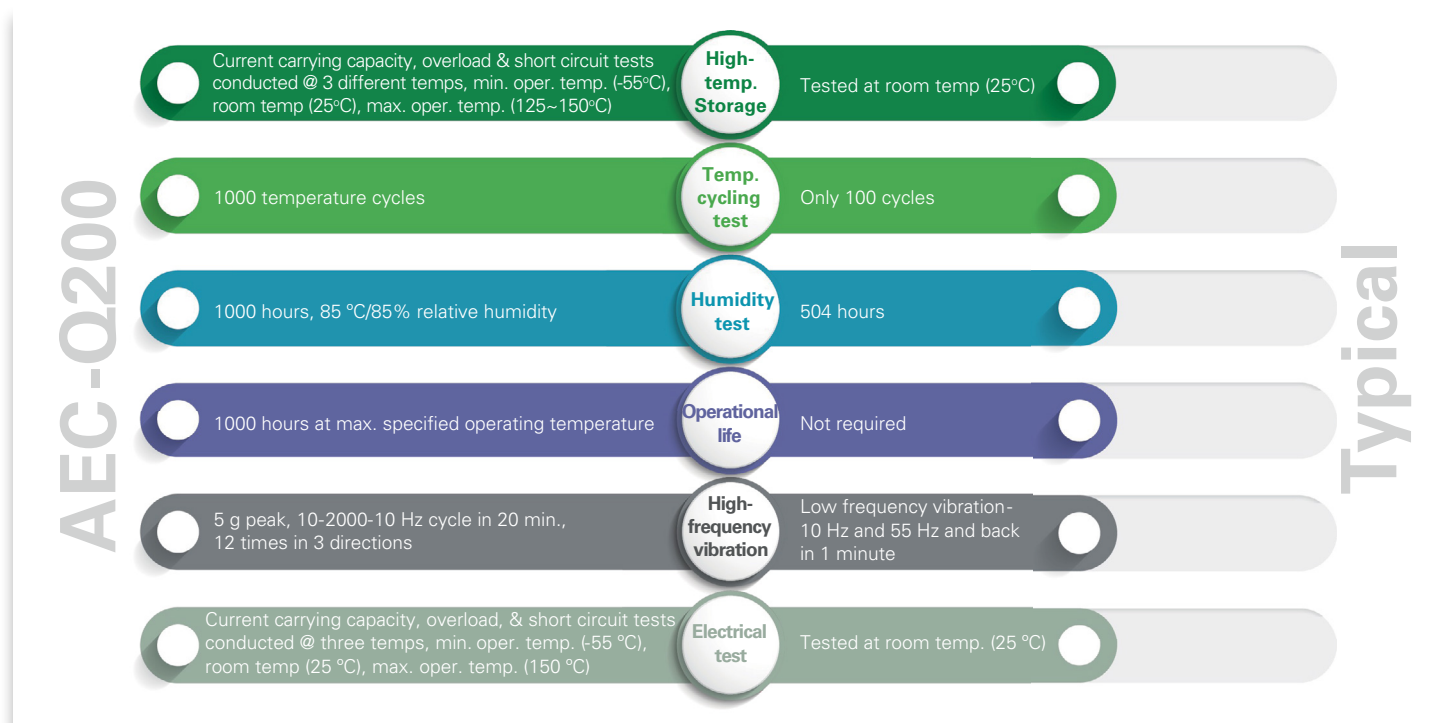 AEC-Q200
Current carrying capacity, overload & short circuit tests
conducted @ 3 different temps, min. oper. temp. (-55°C),
room temp (25°C), max. oper. temp. (125~150°C)
High-
temp.
Storage
Tested at room temp (25°C)
1000 temperature cycles
Temp.
cycling
test
Only 100 cycles
1000 hours, 85 °C/85% relative humidity
Humidity
test
504 hours
1000 hours at max. specified operating temperature
Operational
life
Not required
5 g peak, 10-2000-10 Hz cycle in 20 min.,
12 times in 3 directions
High-
frequency
vibration
Low frequency vibration-
10 Hz and 55 Hz and back
in 1 minute
Current carrying capacity, overload, & short circuit tests
conducted @ three temps, min. oper. temp. (-55 °C),
room temp (25 °C), max. oper. temp. (150 °C)
Electrical
test
Tested at room temp. (25 °C)
Typical